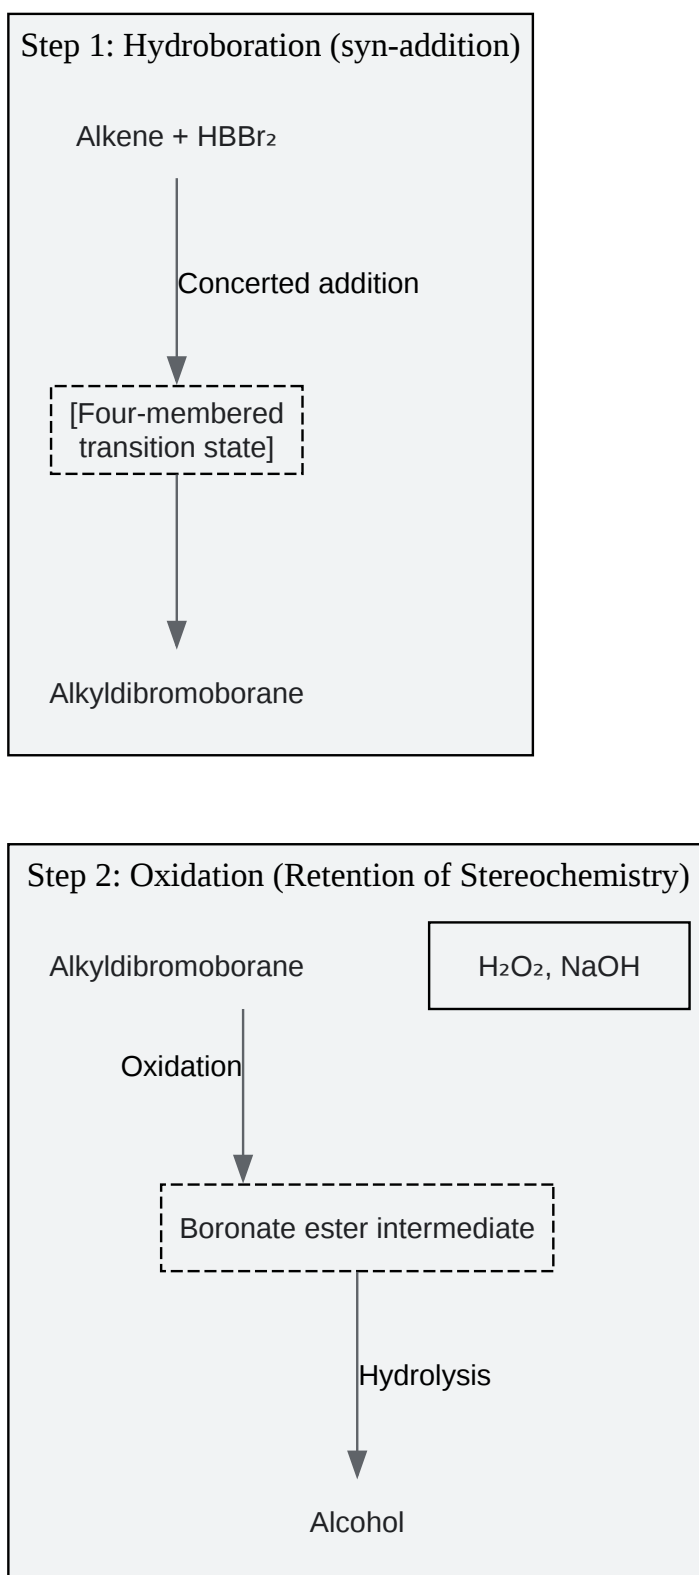 Step 1: Hydroboration (syn-addition)
Alkene + HBBr₂
Concerted addition
[Four-membered
transition state]
Alkyldibromoborane
Step 2: Oxidation (Retention of Stereochemistry)
Alkyldibromoborane
H₂O₂, NaOH
Oxidation
Boronate ester intermediate
Hydrolysis
Alcohol